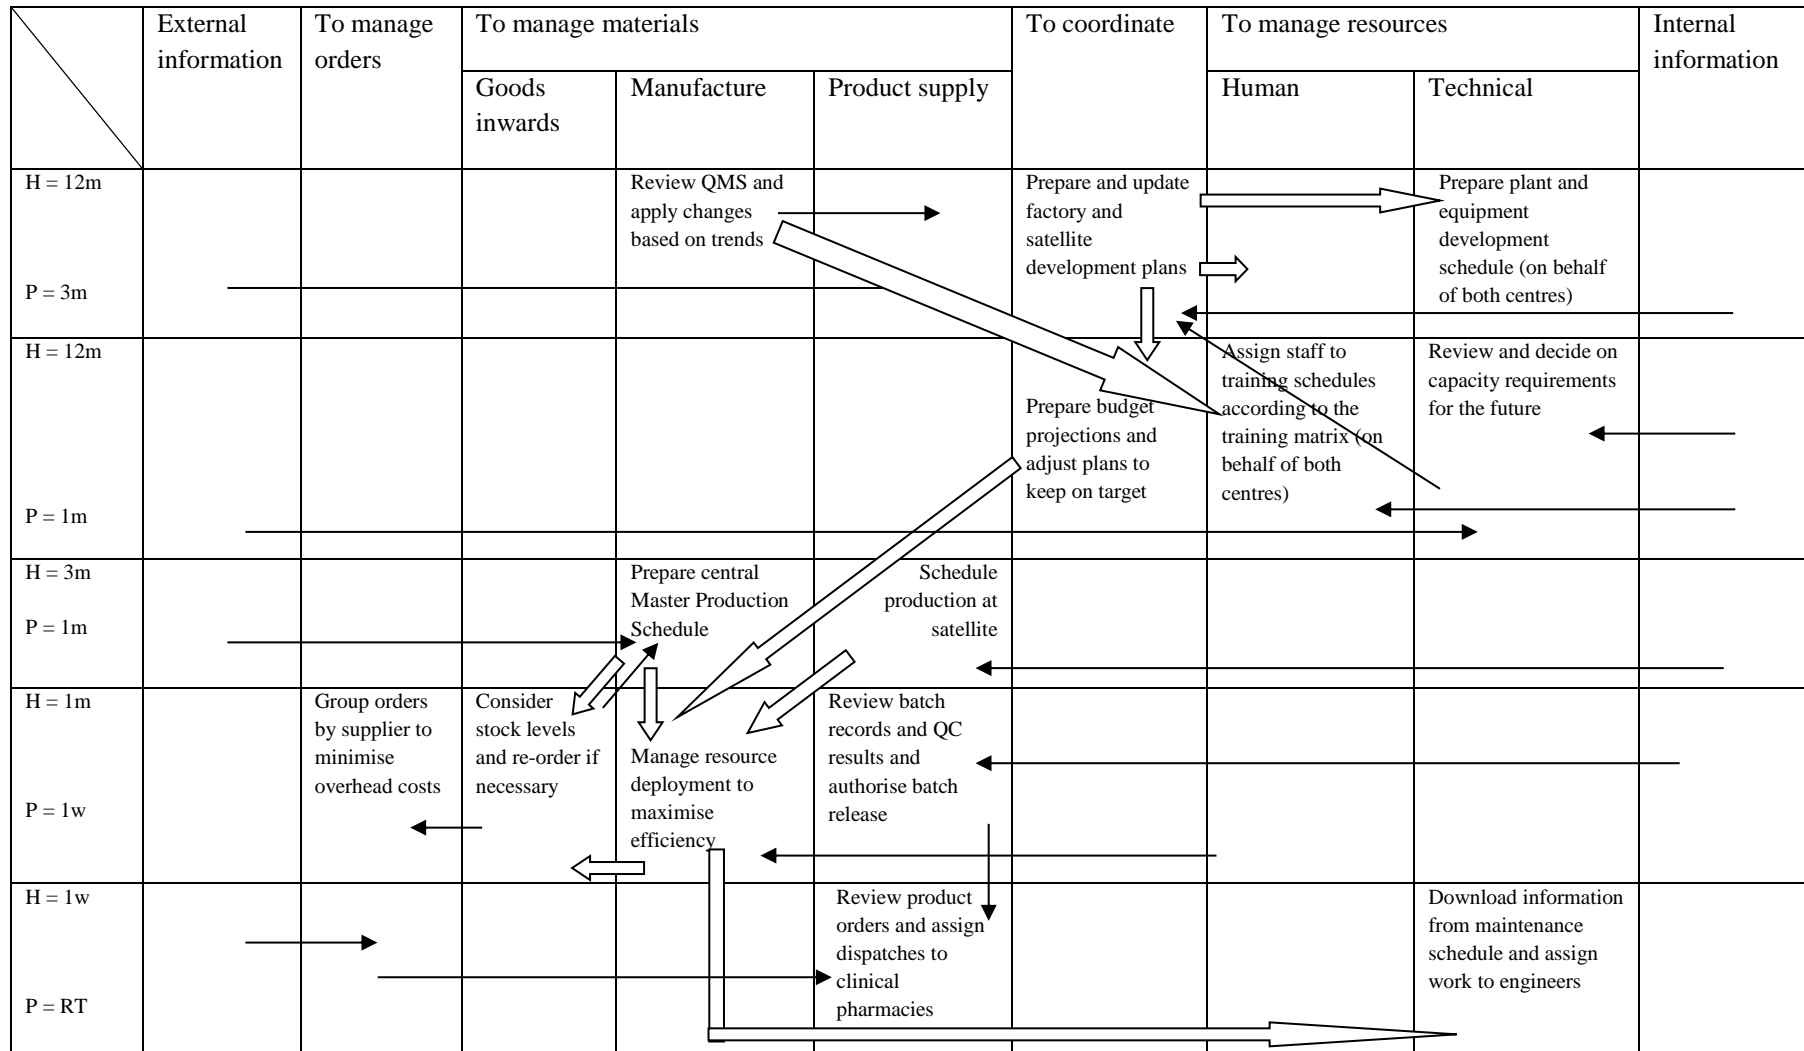 External
information
To manage
orders
To manage materials
To coordinate
To manage resources
Internal
information
Goods
inwards
Manufacture
Product supply
Human
Technical
H = 12m
P = 3m
Review QMS and
apply changes
based on trends
Prepare and update
factory and
satellite
development plans
Prepare plant and
equipment
development
schedule (on behalf
of both centres)
H = 12m
P = 1m
Prepare budget
projections and
adjust plans to
keep on target
Assign staff to
training schedules
according to the
training matrix (on
behalf of both
centres)
Review and decide on
capacity requirements
for the future
H = 3m
P = 1m
Prepare central
Master Production
Schedule
Schedule
production at
satellite
H = 1m
P = 1w
Group orders
by supplier to
minimise
overhead costs
Consider
stock levels
and re-order if
necessary
Manage resource
deployment to
maximise
efficiency
Review batch
records and QC
results and
authorise batch
release
H = 1w
P = RT
Review product
orders and assign
dispatches to
clinical
pharmacies
Download information
from maintenance
schedule and assign
work to engineers